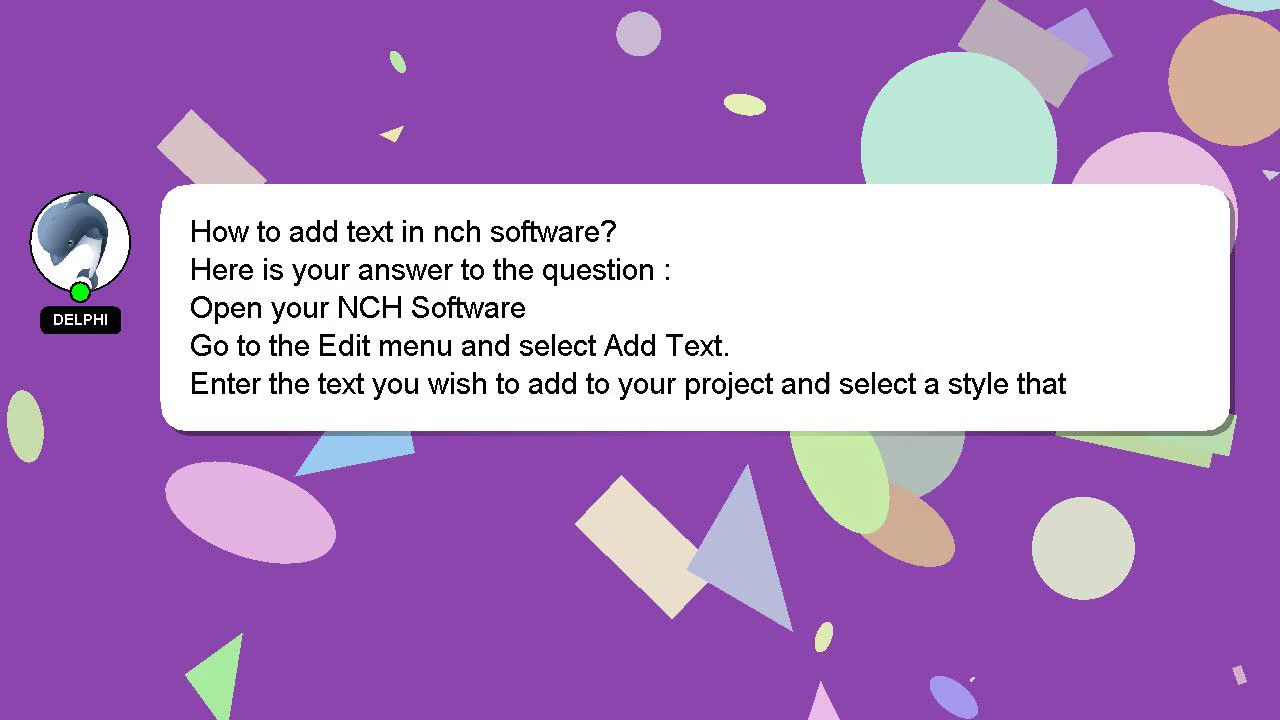 How to add text in nch software?
Here is your answer to the question :
Open your NCH Software
Go to the Edit menu and select Add Text.
Enter the text you wish to add to your project and select a style that
DELPHI